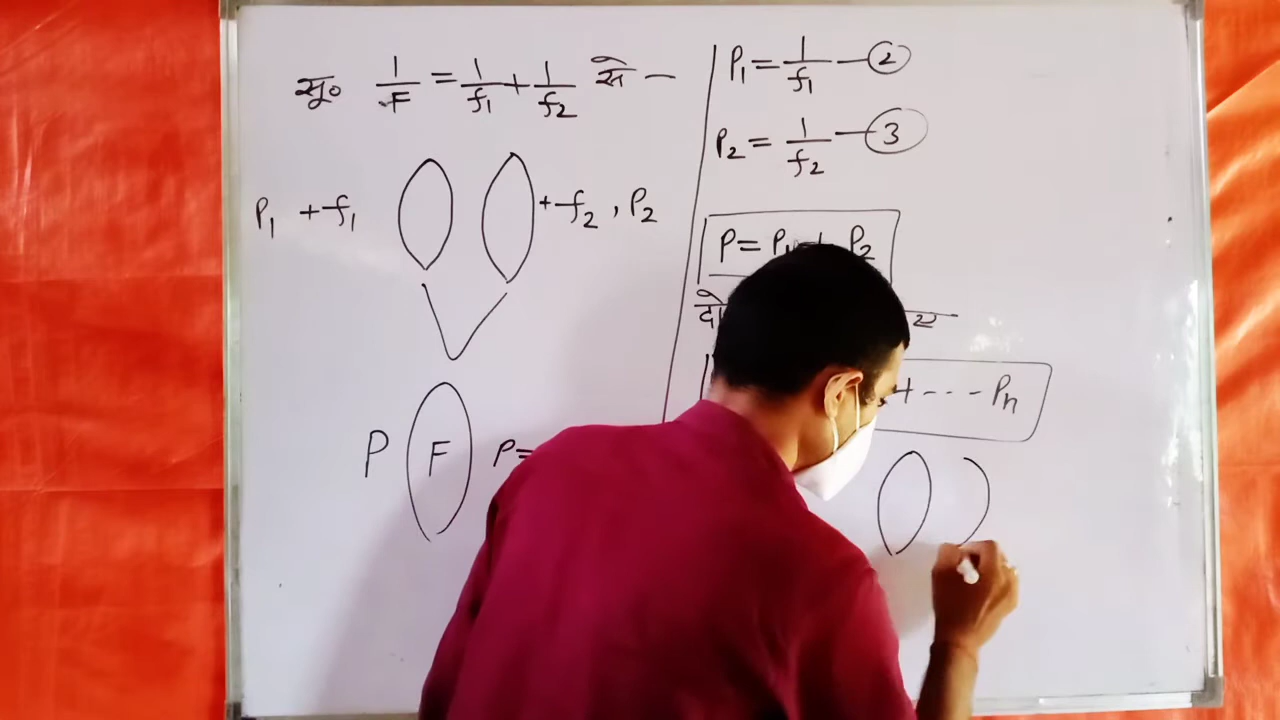 सू० 1/F = 1/f₁ + 1/f₂ से —
P₁ +f₁ +f₂ , P₂
P F P=
P₁ = 1/f₁ — ②
P₂ = 1/f₂ — ③
P = P₁ + P₂
+ - - - Pₙ